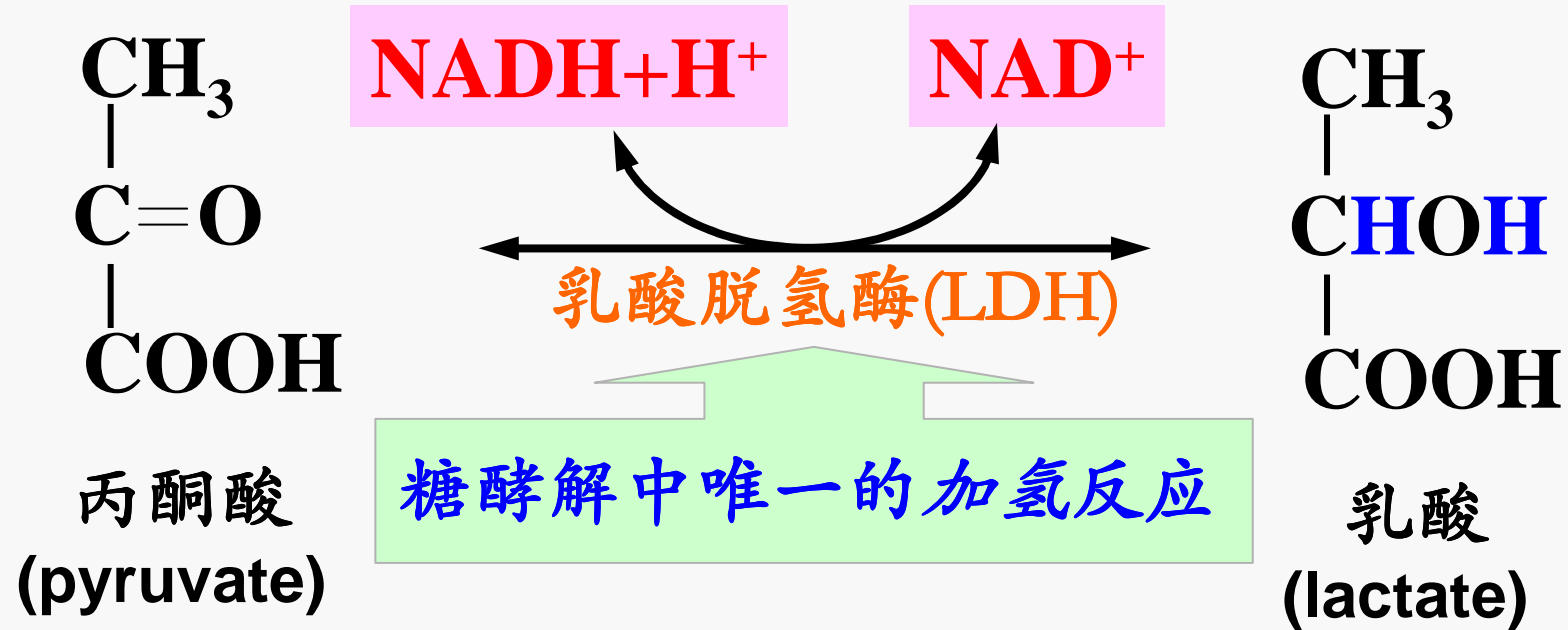 CH₃
C=O
COOH
丙酮酸
(pyruvate)
NADH+H⁺
NAD⁺
乳酸脱氢酶(LDH)
糖酵解中唯一的加氢反应
CH₃
CHOH
COOH
乳酸
(lactate)